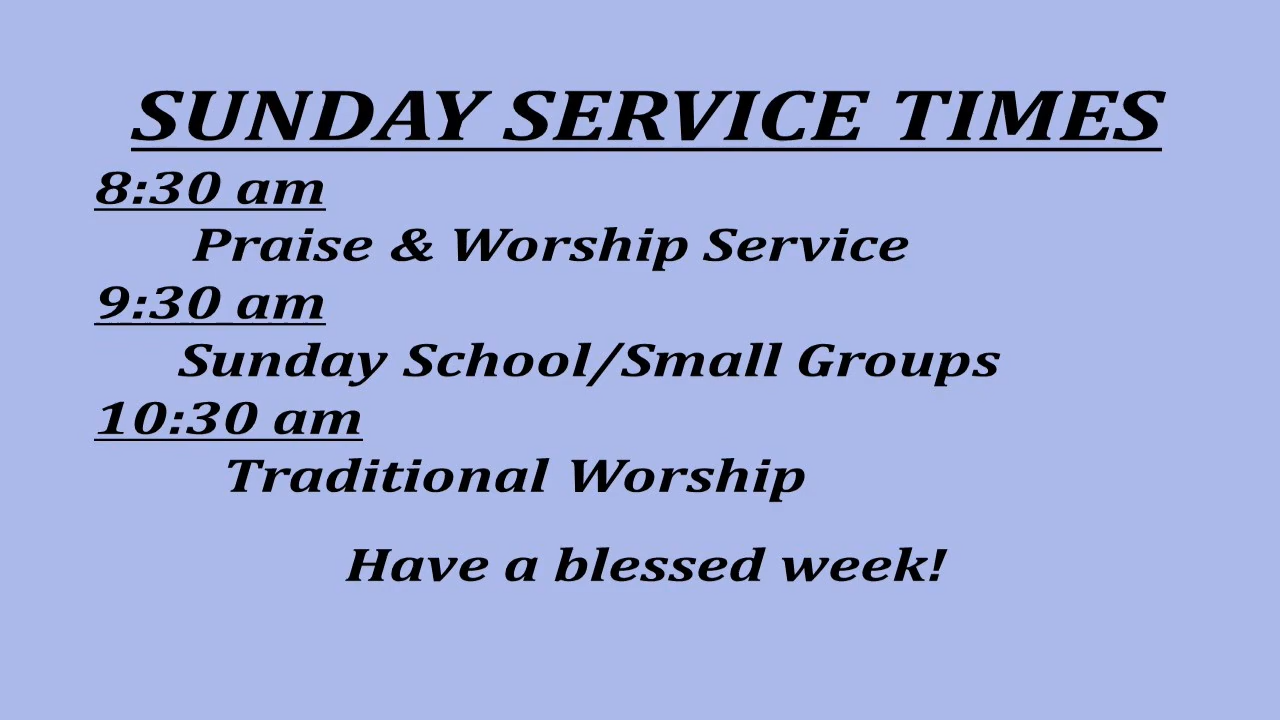 SUNDAY SERVICE TIMES
8:30 am
Praise & Worship Service
9:30 am
Sunday School/Small Groups
10:30 am
Traditional Worship
Have a blessed week!